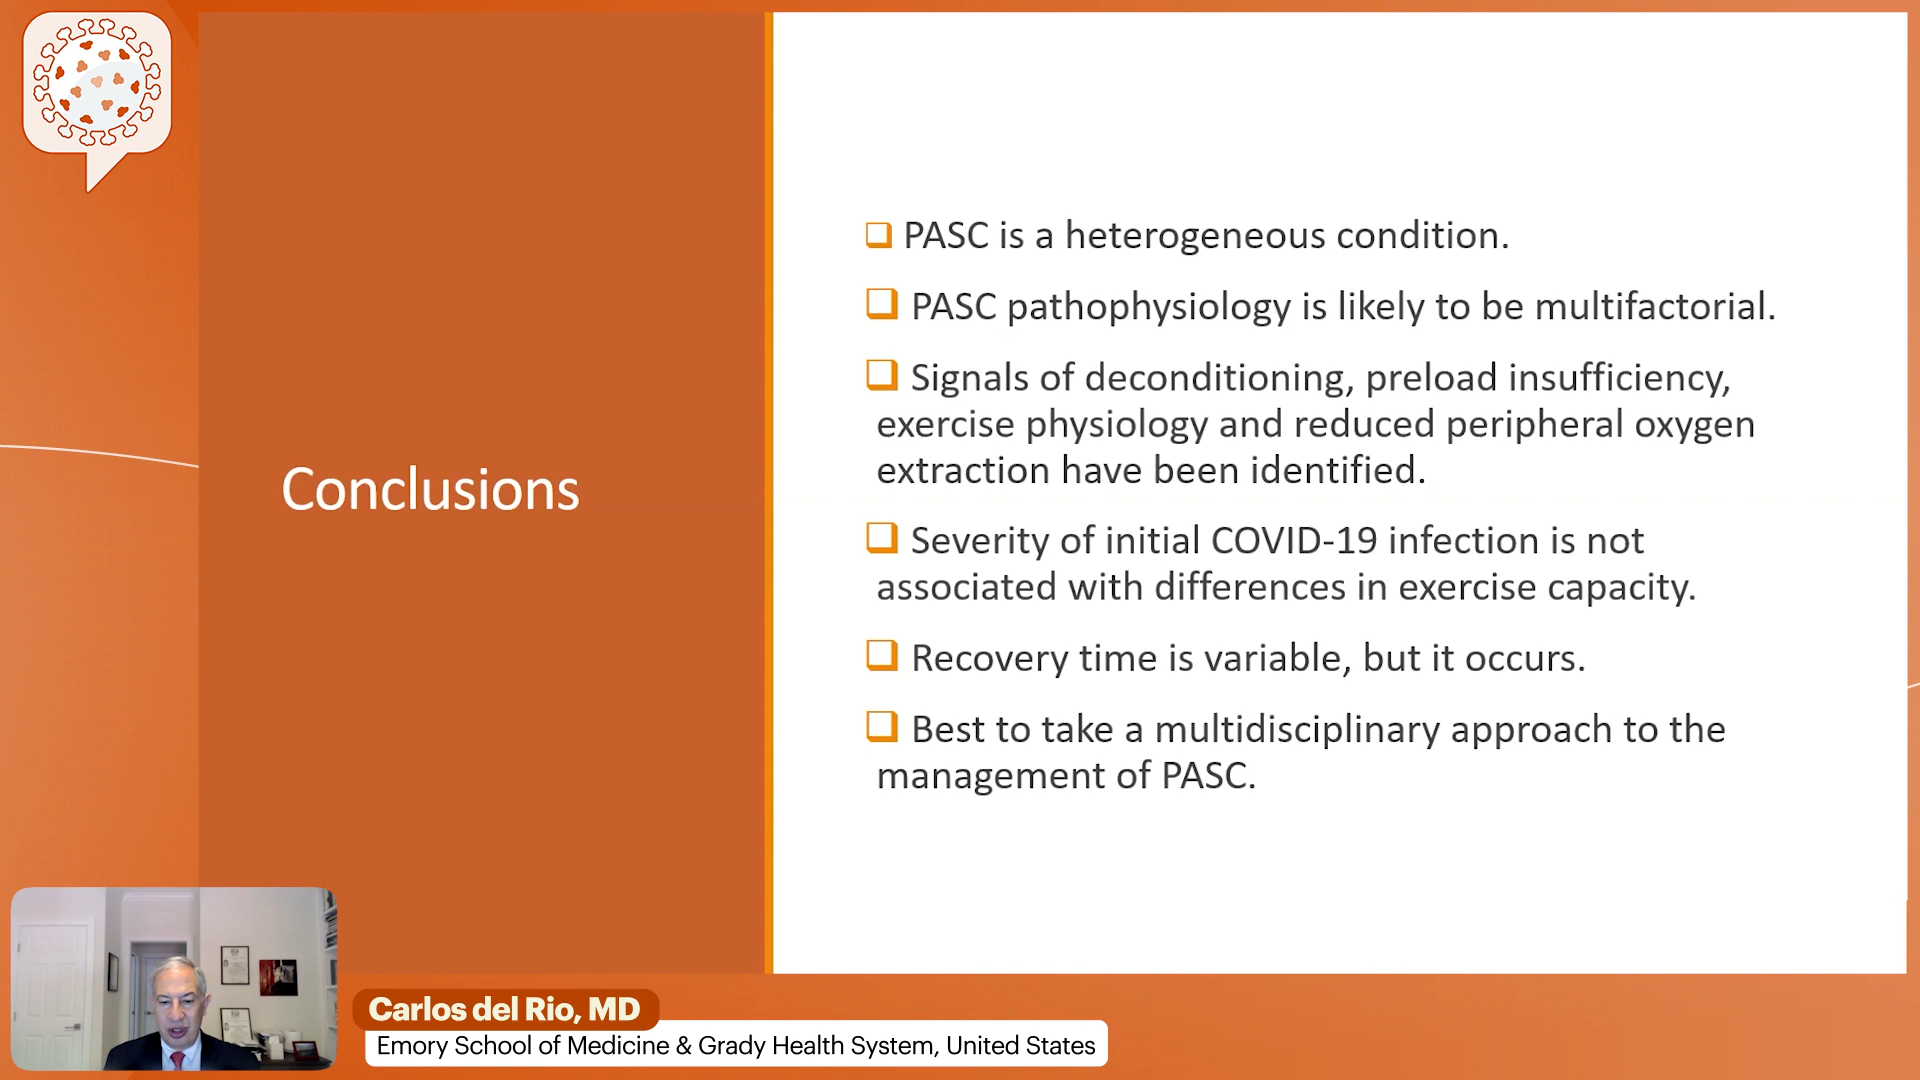 Conclusions
PASC is a heterogeneous condition.
PASC pathophysiology is likely to be multifactorial.
Signals of deconditioning, preload insufficiency,
exercise physiology and reduced peripheral oxygen
extraction have been identified.
Severity of initial COVID-19 infection is not
associated with differences in exercise capacity.
Recovery time is variable, but it occurs.
Best to take a multidisciplinary approach to the
management of PASC.
Carlos del Rio, MD
Emory School of Medicine & Grady Health System, United States